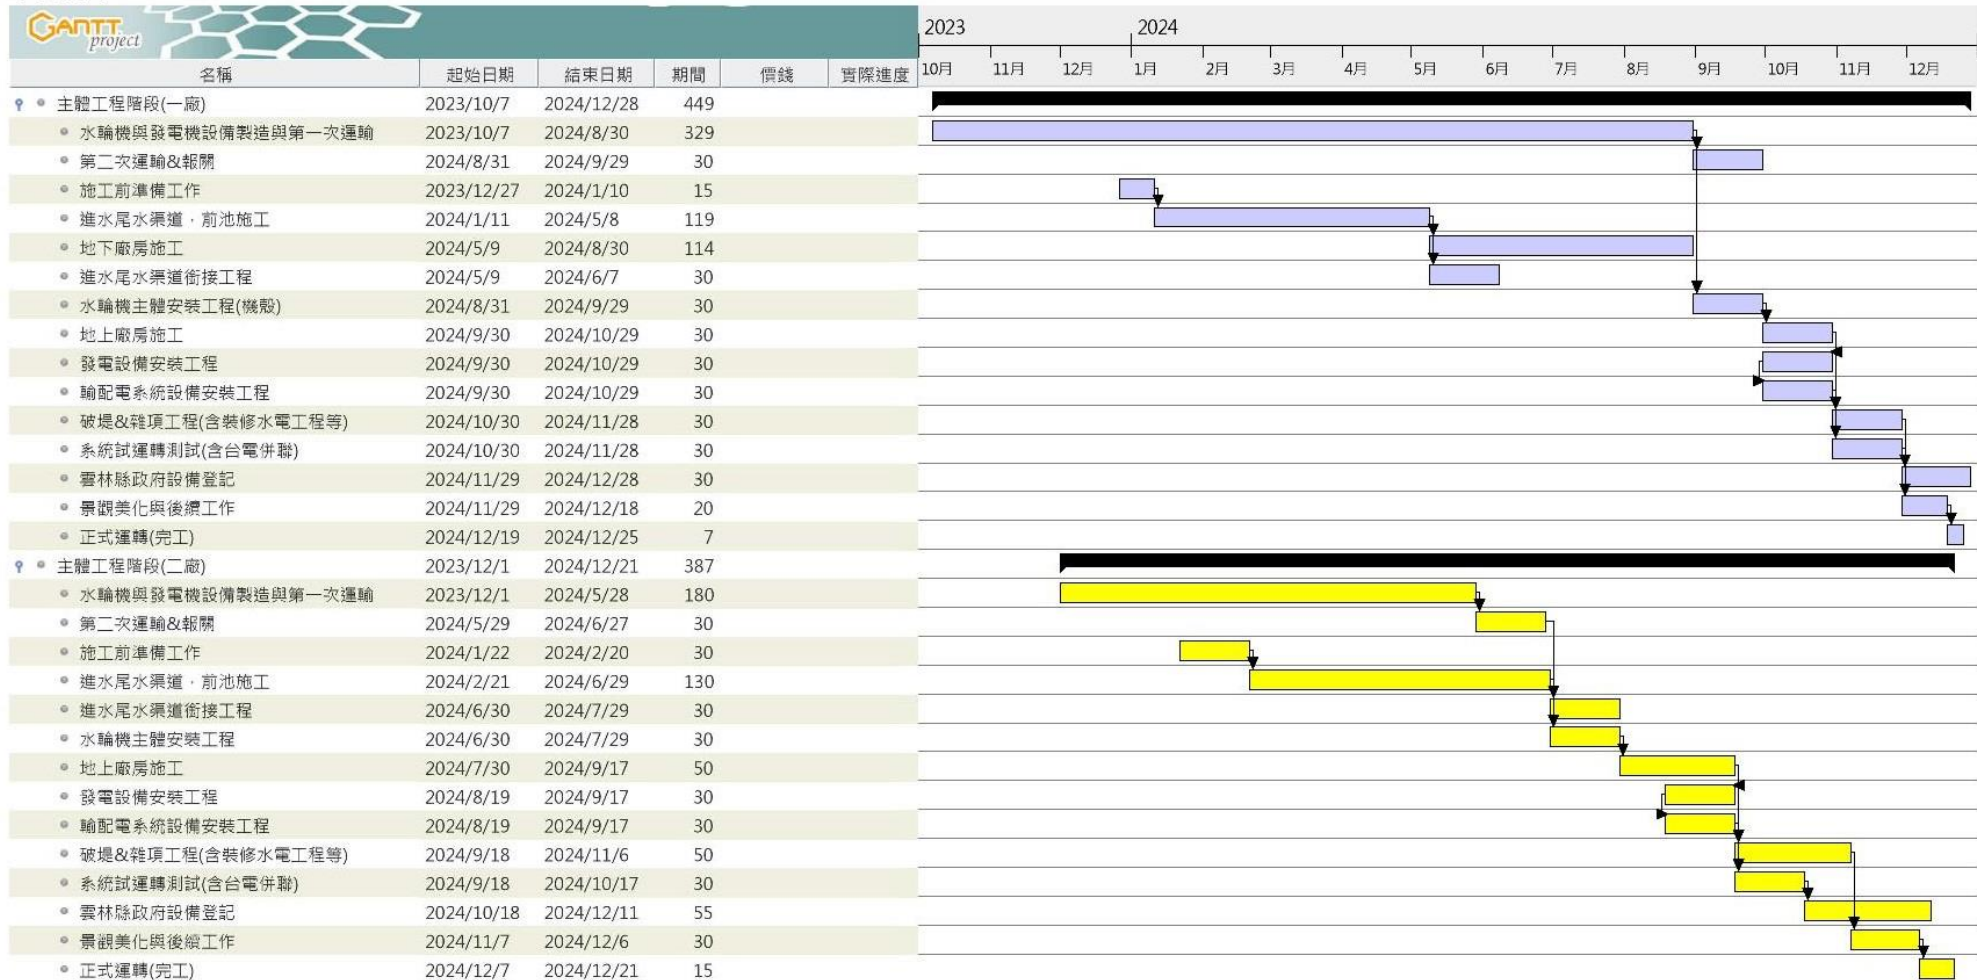 GANTT
project
2023 2024
名稱 起始日期 結束日期 期間 價錢 實際進度 10月 11月 12月 1月 2月 3月 4月 5月 6月 7月 8月 9月 10月 11月 12月
主體工程階段(一廠) 2023/10/7 2024/12/28 449
水輪機與發電機設備製造與第一次運輸 2023/10/7 2024/8/30 329
第二次運輸&報關 2024/8/31 2024/9/29 30
施工前準備工作 2023/12/27 2024/1/10 15
進水尾水渠道，前池施工 2024/1/11 2024/5/8 119
地下廠房施工 2024/5/9 2024/8/30 114
進水尾水渠道銜接工程 2024/5/9 2024/6/7 30
水輪機主體安裝工程(機殼) 2024/8/31 2024/9/29 30
地上廠房施工 2024/9/30 2024/10/29 30
發電設備安裝工程 2024/9/30 2024/10/29 30
輸配電系統設備安裝工程 2024/9/30 2024/10/29 30
破堤&雜項工程(含裝修水電工程等) 2024/10/30 2024/11/28 30
系統試運轉測試(含台電併聯) 2024/10/30 2024/11/28 30
雲林縣政府設備登記 2024/11/29 2024/12/28 30
景觀美化與後續工作 2024/11/29 2024/12/18 20
正式運轉(完工) 2024/12/19 2024/12/25 7
主體工程階段(二廠) 2023/12/1 2024/12/21 387
水輪機與發電機設備製造與第一次運輸 2023/12/1 2024/5/28 180
第二次運輸&報關 2024/5/29 2024/6/27 30
施工前準備工作 2024/1/22 2024/2/20 30
進水尾水渠道，前池施工 2024/2/21 2024/6/29 130
進水尾水渠道銜接工程 2024/6/30 2024/7/29 30
水輪機主體安裝工程 2024/6/30 2024/7/29 30
地上廠房施工 2024/7/30 2024/9/17 50
發電設備安裝工程 2024/8/19 2024/9/17 30
輸配電系統設備安裝工程 2024/8/19 2024/9/17 30
破堤&雜項工程(含裝修水電工程等) 2024/9/18 2024/11/6 50
系統試運轉測試(含台電併聯) 2024/9/18 2024/10/17 30
雲林縣政府設備登記 2024/10/18 2024/12/11 55
景觀美化與後續工作 2024/11/7 2024/12/6 30
正式運轉(完工) 2024/12/7 2024/12/21 15